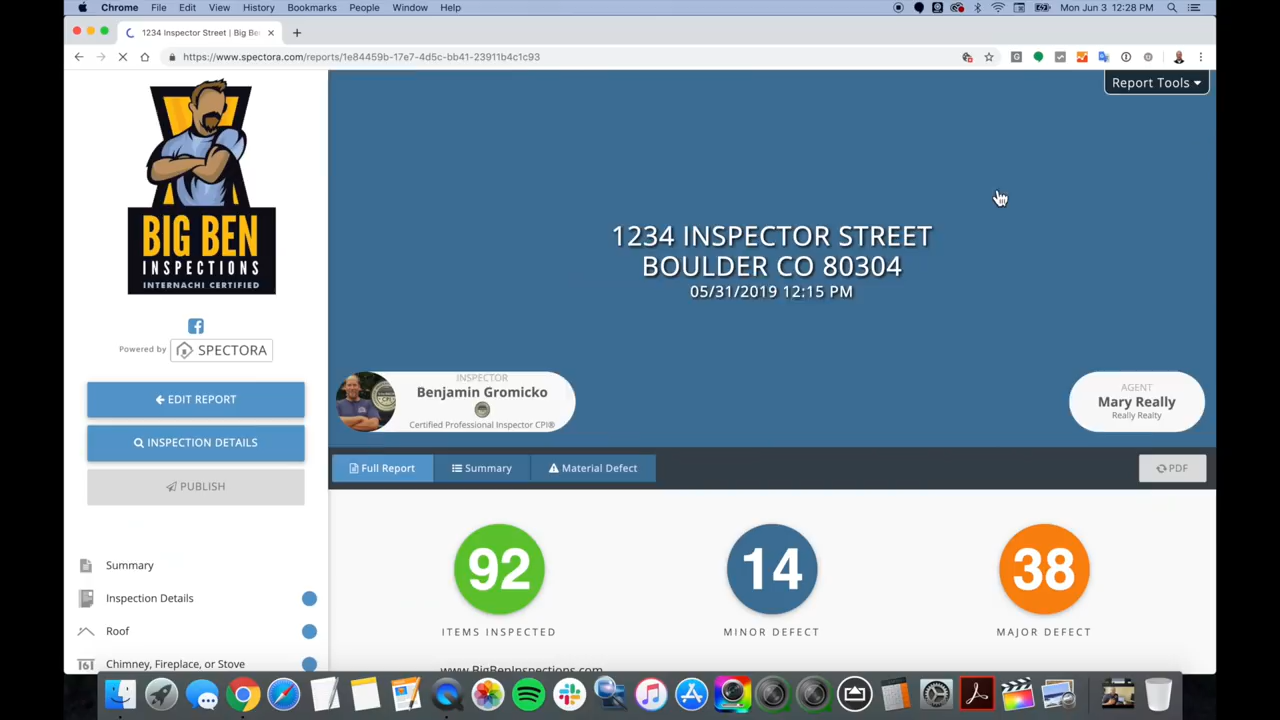 Chrome File Edit View History Bookmarks People Window Help
Mon Jun 3 12:28 PM
1234 Inspector Street | Big Be
https://www.spectora.com/reports/1e84459b-17e7-4d5c-bb41-23911b4c1c93
Report Tools
BIG BEN
INSPECTIONS
INTERNACHI CERTIFIED
1234 INSPECTOR STREET
BOULDER CO 80304
05/31/2019 12:15 PM
Powered by SPECTORA
INSPECTOR
Benjamin Gromicko
Certified Professional Inspector CPI®
AGENT
Mary Really
Really Realty
EDIT REPORT
INSPECTION DETAILS
PUBLISH
Full Report Summary Material Defect PDF
92 14 38
ITEMS INSPECTED MINOR DEFECT MAJOR DEFECT
www.BigBenInspections.com
Summary
Inspection Details
Roof
Chimney, Fireplace, or Stove